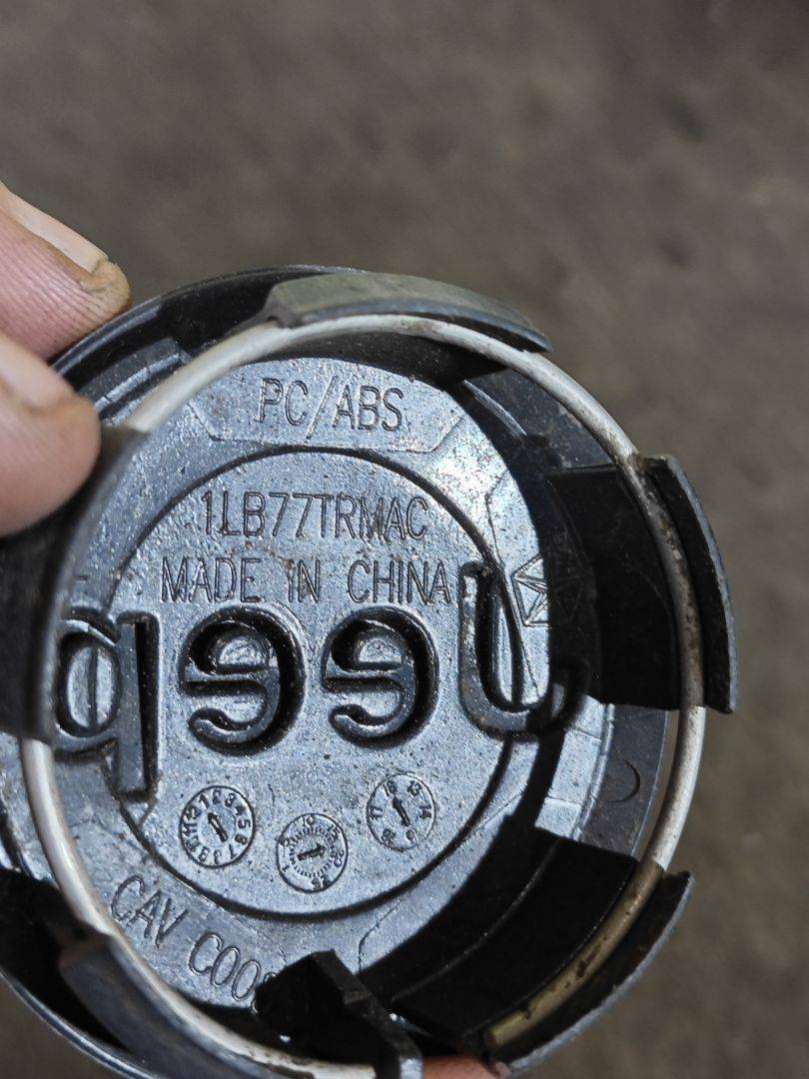 PC/ABS
1LB77TRMAC
MADE IN CHINA
Jeep
CAV